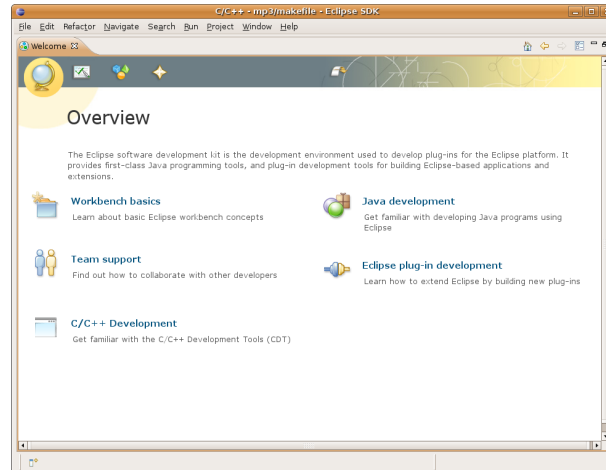 C/C++ - mp3/makefile - Eclipse SDK
File Edit Refactor Navigate Search Run Project Window Help
Welcome
Overview
The Eclipse software development kit is the development environment used to develop plug-ins for the Eclipse platform. It
provides first-class Java programming tools, and plug-in development tools for building Eclipse-based applications and
extensions.
Workbench basics
Learn about basic Eclipse workbench concepts
Java development
Get familiar with developing Java programs using
Eclipse
Team support
Find out how to collaborate with other developers
Eclipse plug-in development
Learn how to extend Eclipse by building new plug-ins
C/C++ Development
Get familiar with the C/C++ Development Tools (CDT)